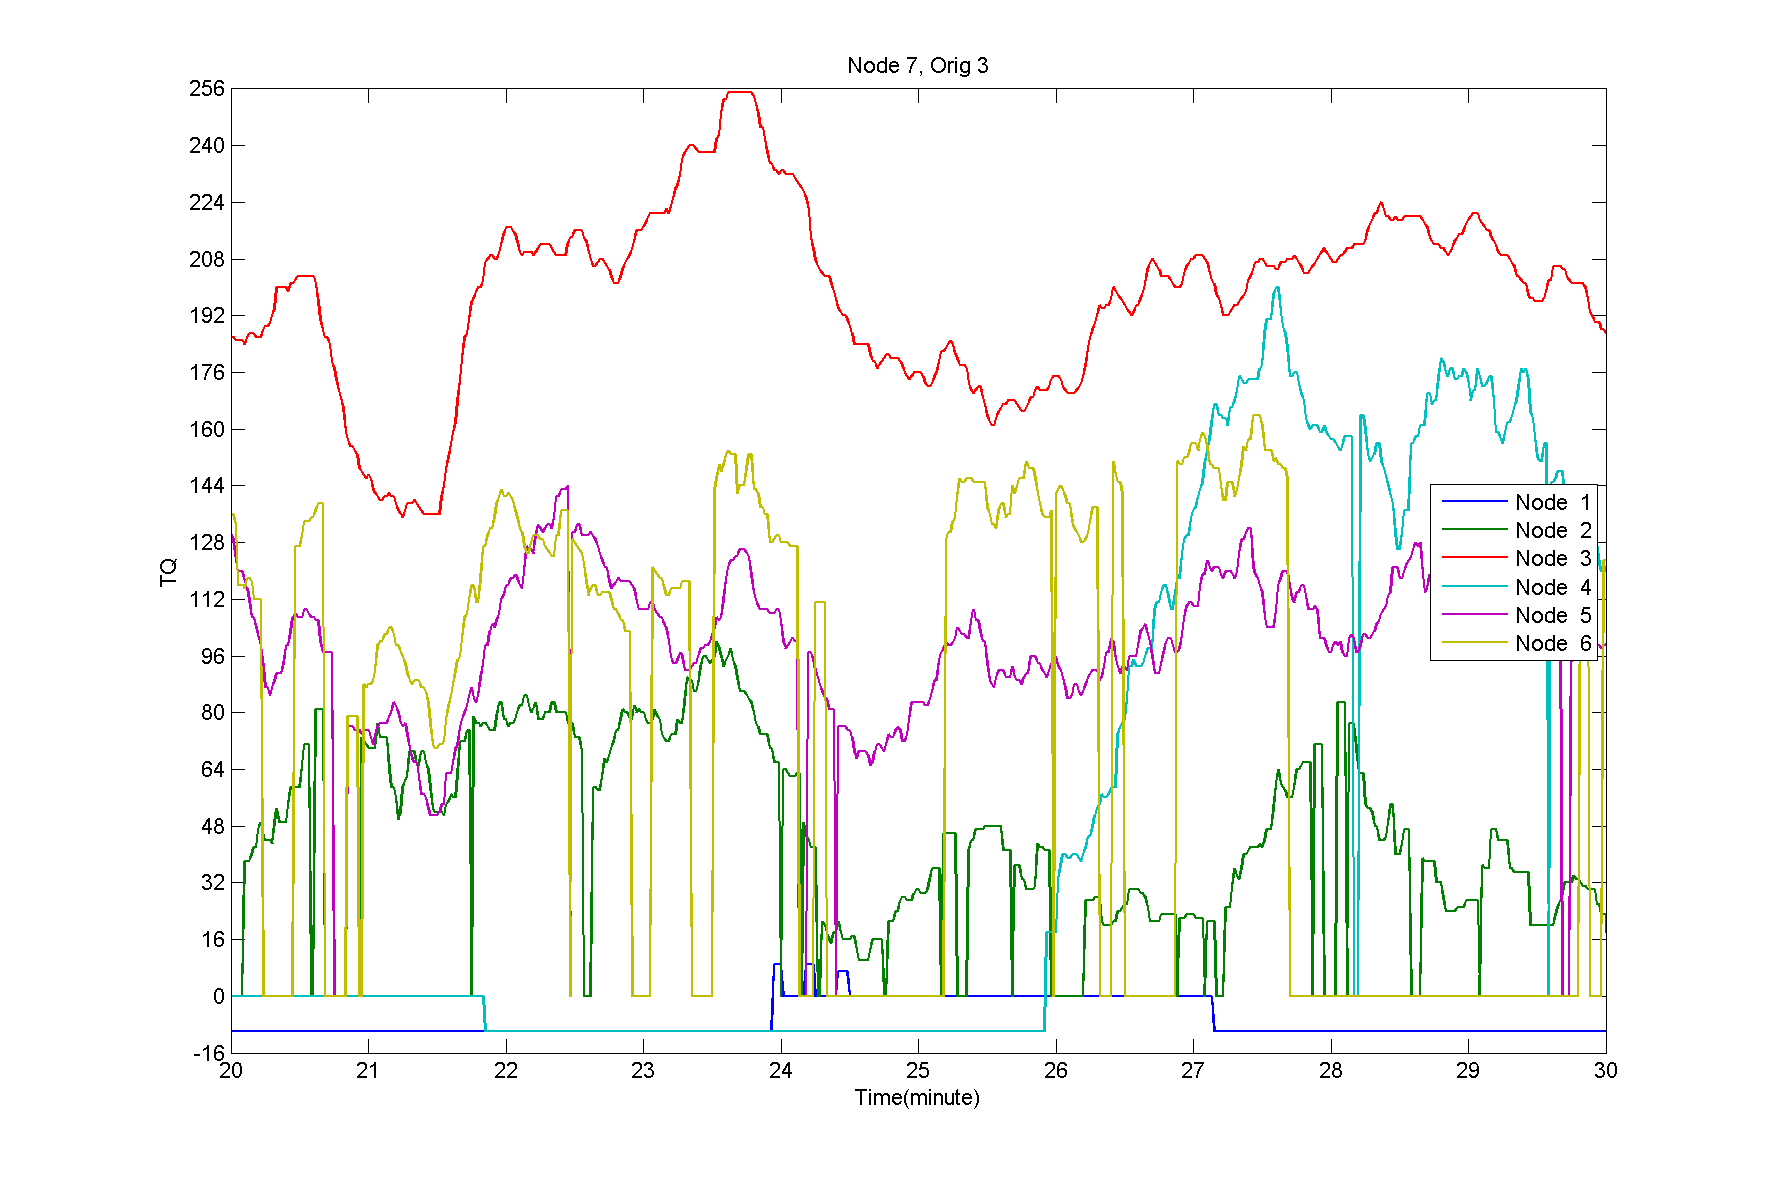 Node 7, Orig 3
256
240
224
208
192
176
160
144
128
112
96
80
64
48
32
16
0
-16
TQ
Node 1
Node 2
Node 3
Node 4
Node 5
Node 6
20 21 22 23 24 25 26 27 28 29 30
Time(minute)